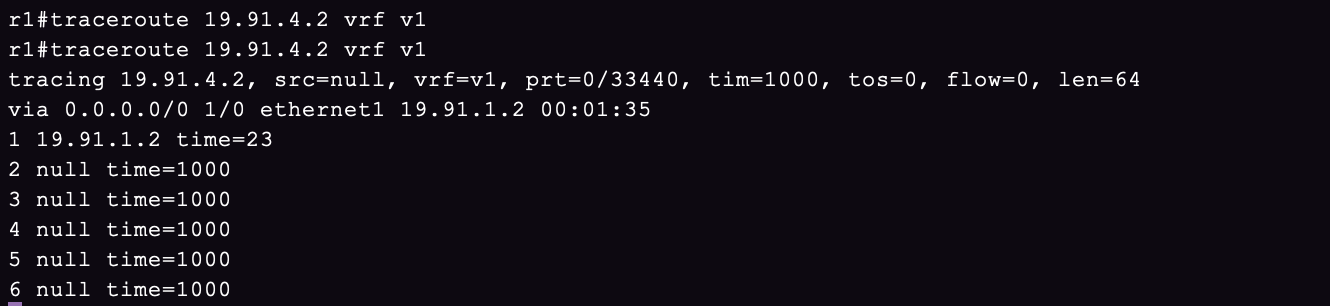 r1#traceroute 19.91.4.2 vrf v1
r1#traceroute 19.91.4.2 vrf v1
tracing 19.91.4.2, src=null, vrf=v1, prt=0/33440, tim=1000, tos=0, flow=0, len=64
via 0.0.0.0/0 1/0 ethernet1 19.91.1.2 00:01:35
1 19.91.1.2 time=23
2 null time=1000
3 null time=1000
4 null time=1000
5 null time=1000
6 null time=1000